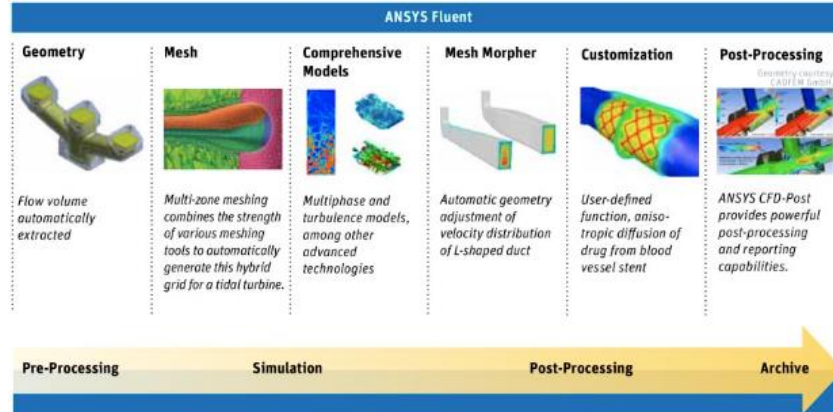 ANSYS Fluent
Geometry
Flow volume
automatically
extracted
Mesh
Multi-zone meshing
combines the strength
of various meshing
tools to automatically
generate this hybrid
grid for a tidal turbine.
Comprehensive
Models
Multiphase and
turbulence models,
among other
advanced
technologies
Mesh Morpher
Automatic geometry
adjustment of
velocity distribution
of L-shaped duct
Customization
User-defined
function, aniso-
tropic diffusion of
drug from blood
vessel stent
Post-Processing
Geometry courtesy
CADFEM GmbH.
ANSYS CFD-Post
provides powerful
post-processing
and reporting
capabilities.
Pre-Processing
Simulation
Post-Processing
Archive